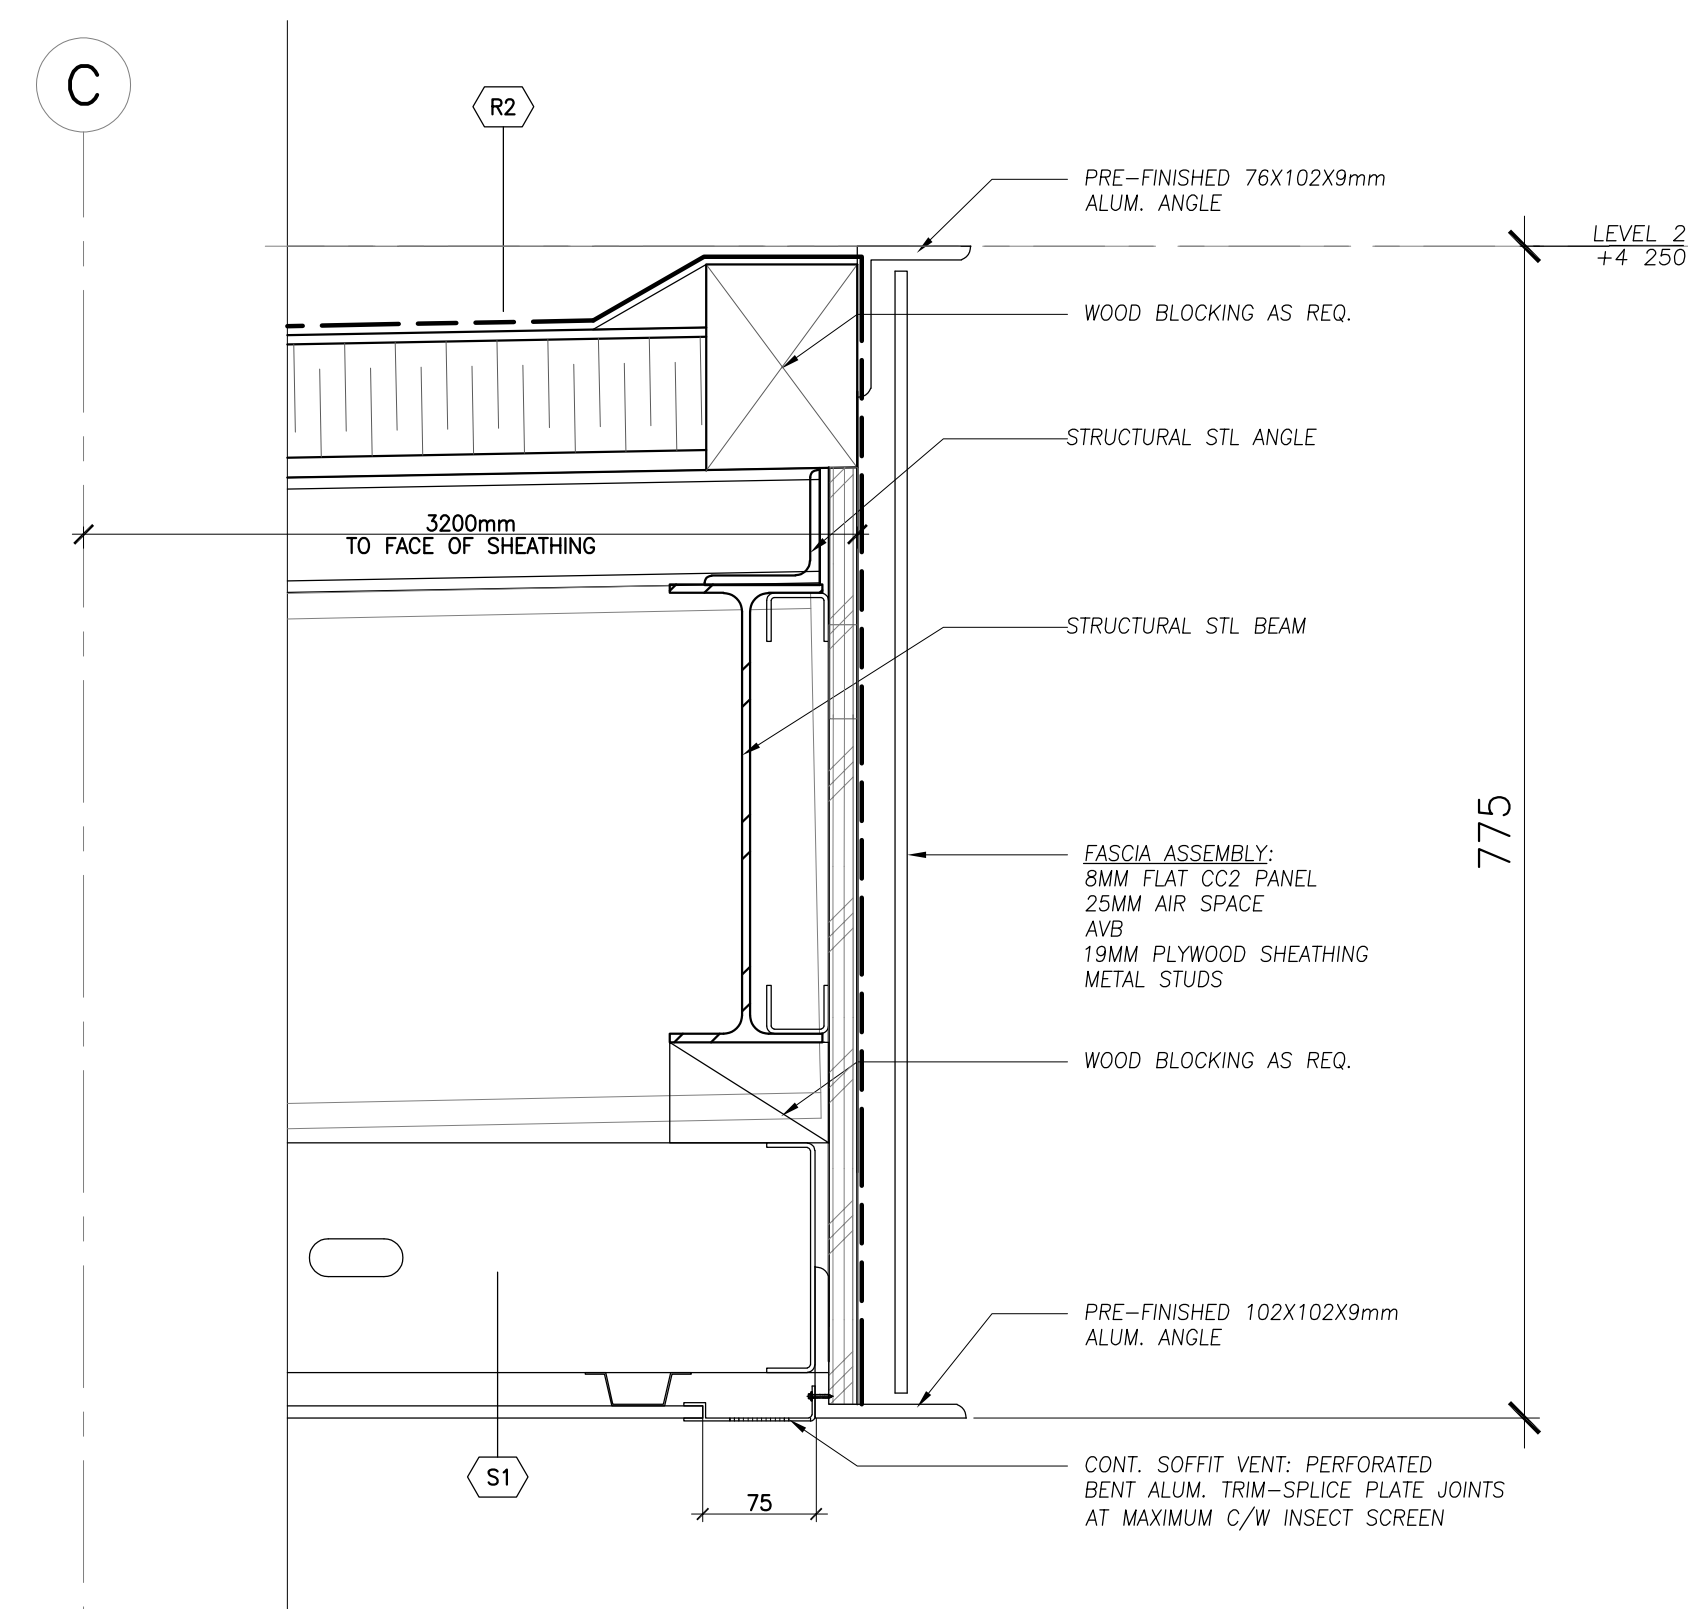 C
R2
PRE-FINISHED 76X102X9mm
ALUM. ANGLE
LEVEL 2
+4 250
WOOD BLOCKING AS REQ.
STRUCTURAL STL ANGLE
3200mm
TO FACE OF SHEATHING
STRUCTURAL STL BEAM
775
FASCIA ASSEMBLY:
8MM FLAT CC2 PANEL
25MM AIR SPACE
AVB
19MM PLYWOOD SHEATHING
METAL STUDS
WOOD BLOCKING AS REQ.
PRE-FINISHED 102X102X9mm
ALUM. ANGLE
CONT. SOFFIT VENT: PERFORATED
BENT ALUM. TRIM-SPLICE PLATE JOINTS
AT MAXIMUM C/W INSECT SCREEN
S1
75